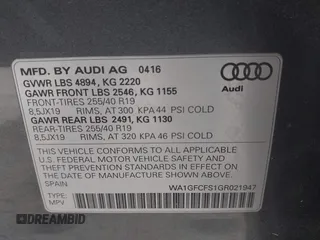 MFD. BY AUDI AG 0416
GVWR LBS 4894, KG 2220
GAWR FRONT LBS 2546, KG 1155
FRONT-TIRES 255/40 R19
8,5JX19 RIMS, AT 300 KPA 44 PSI COLD
GAWR REAR LBS 2491, KG 1130
REAR-TIRES 255/40 R19
8,5JX19 RIMS, AT 320 KPA 46 PSI COLD
Audi
THIS VEHICLE CONFORMS TO ALL APPLICABLE
U.S. FEDERAL MOTOR VEHICLE SAFETY
AND THEFT PREVENTION STANDARDS IN
EFFECT ON THE DATE OF MANUFACTURE
SHOWN ABOVE.
SPAIN WA1GFCFS1GR021947
TYPE:
MPV
DREAMBID